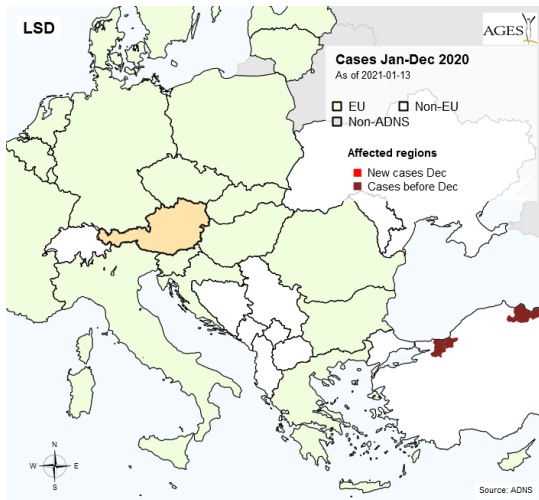 LSD
AGES
Cases Jan-Dec 2020
As of 2021-01-13
EU
Non-EU
Non-ADNS
Affected regions
New cases Dec
Cases before Dec
N
W
E
S
Source: ADNS